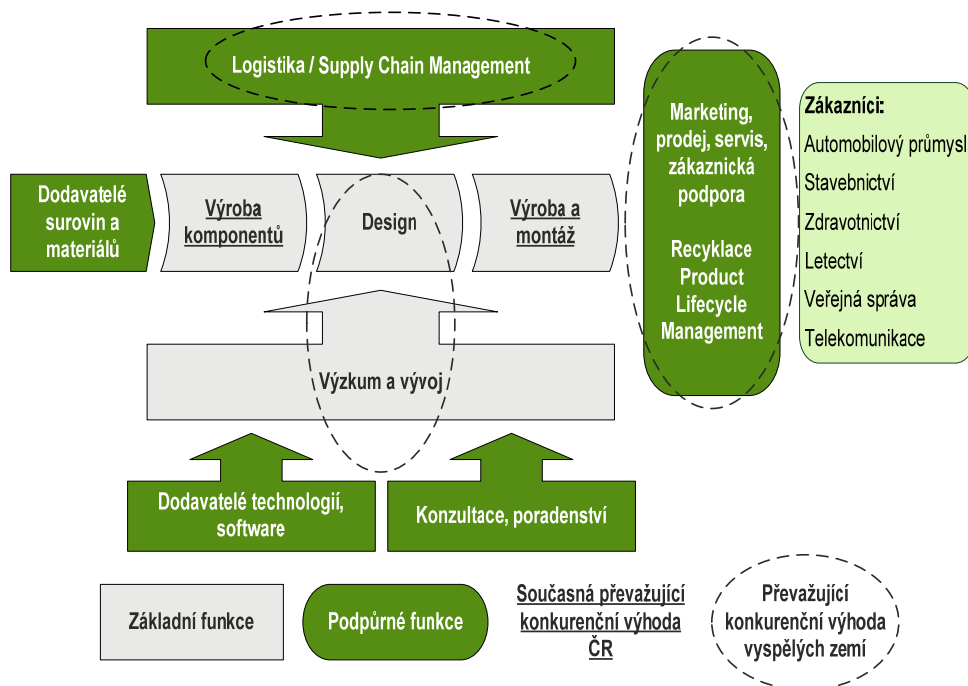 Logistika / Supply Chain Management
Marketing,
prodej, servis,
zákaznická
podpora
Recyklace
Product
Lifecycle
Management
Zákazníci:
Automobilový průmysl
Stavebnictví
Zdravotnictví
Letectví
Veřejná správa
Telekomunikace
Dodavatelé
surovin a
materiálů
Výroba
komponentů
Design
Výroba a
montáž
Výzkum a vývoj
Dodavatelé technologií,
software
Konzultace, poradenství
Základní funkce
Podpůrné funkce
Současná převažující
konkurenční výhoda
ČR
Převažující
konkurenční výhoda
vyspělých zemí